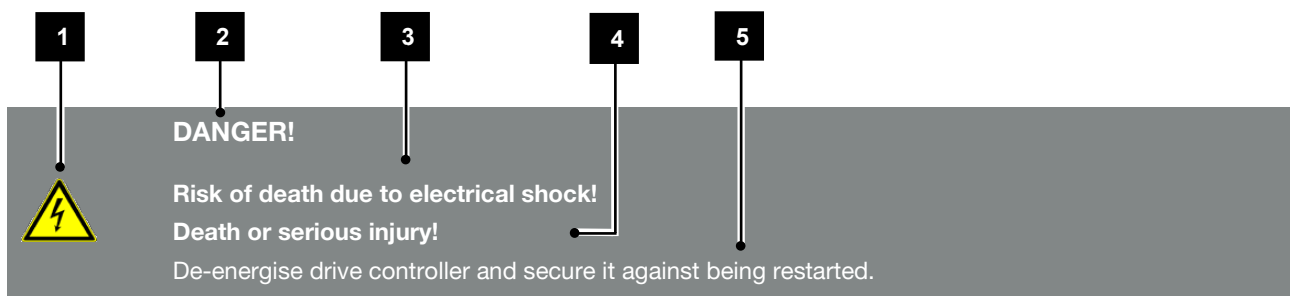 1 2 3 4 5
DANGER!
Risk of death due to electrical shock!
Death or serious injury!
De-energise drive controller and secure it against being restarted.